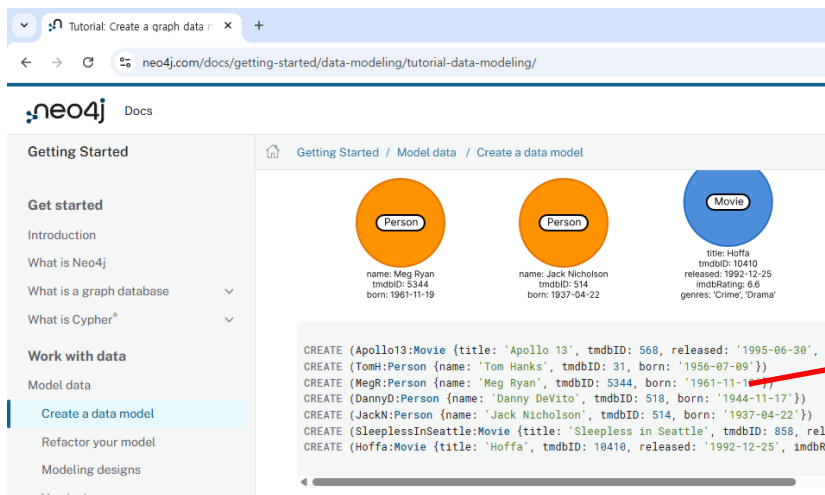 Tutorial: Create a graph data m
neo4j.com/docs/getting-started/data-modeling/tutorial-data-modeling/
neo4j Docs
Getting Started
Getting Started / Model data / Create a data model
Get started
Introduction
What is Neo4j
What is a graph database
What is Cypher®
Work with data
Model data
Create a data model
Refactor your model
Modeling designs
Person
name: Meg Ryan
tmdbID: 5344
born: 1961-11-19
Person
name: Jack Nicholson
tmdbID: 514
born: 1937-04-22
Movie
title: Hoffa
tmdbID: 10410
released: 1992-12-25
imdbRating: 6.6
genres: 'Crime', 'Drama'
CREATE (Apollo13:Movie {title: 'Apollo 13', tmdbID: 568, released: '1995-06-30',
CREATE (TomH:Person {name: 'Tom Hanks', tmdbID: 31, born: '1956-07-09'})
CREATE (MegR:Person {name: 'Meg Ryan', tmdbID: 5344, born: '1961-11-19'})
CREATE (DannyD:Person {name: 'Danny DeVito', tmdbID: 518, born: '1944-11-17'})
CREATE (JackN:Person {name: 'Jack Nicholson', tmdbID: 514, born: '1937-04-22'})
CREATE (SleeplessInSeattle:Movie {title: 'Sleepless in Seattle', tmdbID: 858, rel
CREATE (Hoffa:Movie {title: 'Hoffa', tmdbID: 10410, released: '1992-12-25', imdbR